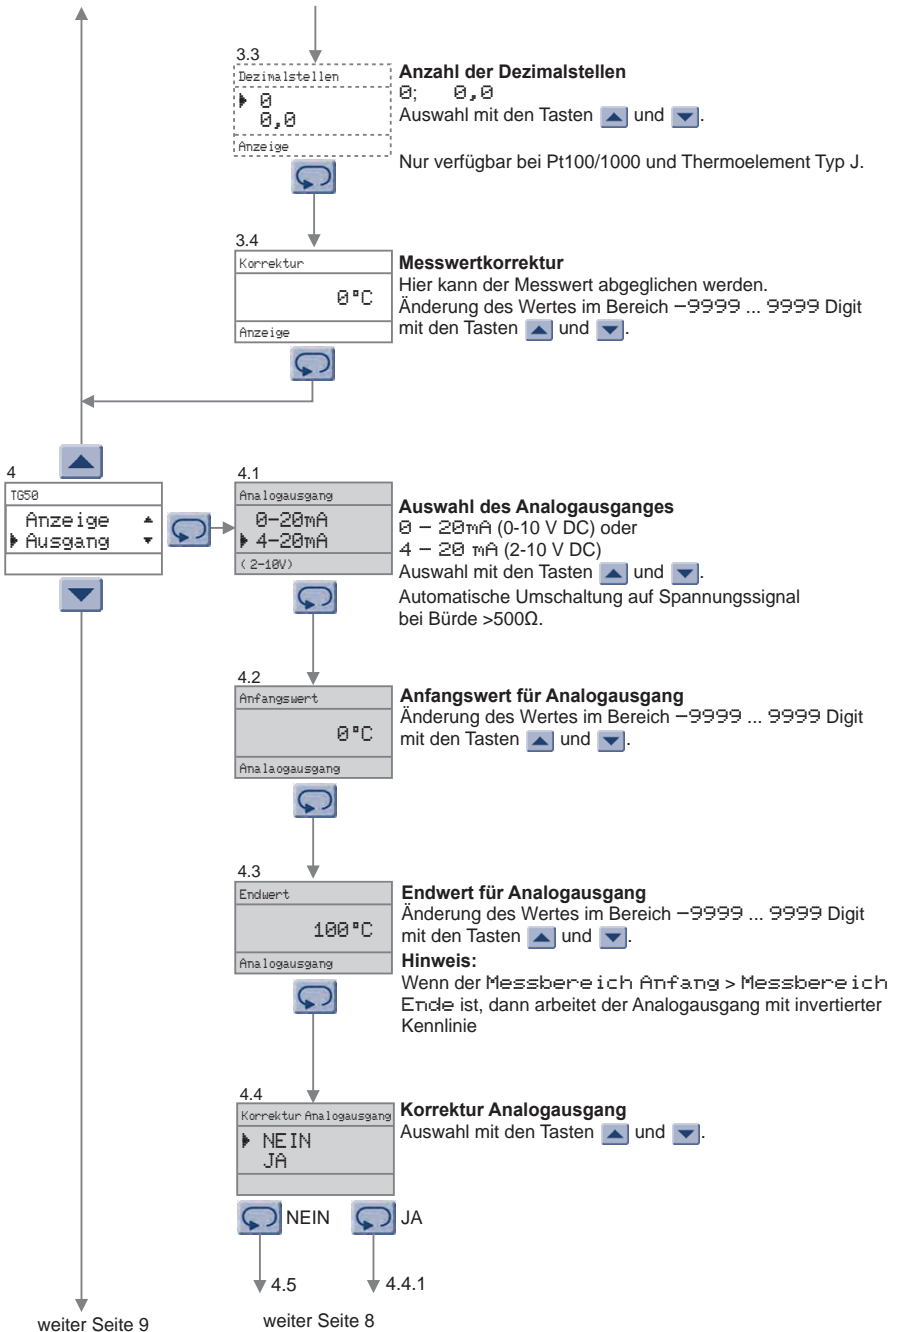 3.3
Dezimalstellen
0
0,0
Anzeige
Anzahl der Dezimalstellen
0; 0,0
Auswahl mit den Tasten und .
Nur verfügbar bei Pt100/1000 und Thermoelement Typ J.
3.4
Korrektur
0°C
Anzeige
Messwertkorrektur
Hier kann der Messwert abgeglichen werden.
Änderung des Wertes im Bereich −9999 ... 9999 Digit
mit den Tasten und .
4
TG50
Anzeige
Ausgang
4.1
Analogausgang
0-20mA
4-20mA
(2-10V)
Auswahl des Analogausganges
0 − 20mA (0-10 V DC) oder
4 − 20 mA (2-10 V DC)
Auswahl mit den Tasten und .
Automatische Umschaltung auf Spannungssignal
bei Bürde >500Ω.
4.2
Anfangswert
0°C
Analaogausgang
Anfangswert für Analogausgang
Änderung des Wertes im Bereich −9999 ... 9999 Digit
mit den Tasten und .
4.3
Endwert
100°C
Analogausgang
Endwert für Analogausgang
Änderung des Wertes im Bereich −9999 ... 9999 Digit
mit den Tasten und .
Hinweis:
Wenn der Messbereich Anfang > Messbereich
Ende ist, dann arbeitet der Analogausgang mit invertierter
Kennlinie
4.4
Korrektur Analogausgang
NEIN
JA
Korrektur Analogausgang
Auswahl mit den Tasten und .
NEIN JA
4.5 4.4.1
weiter Seite 9 weiter Seite 8